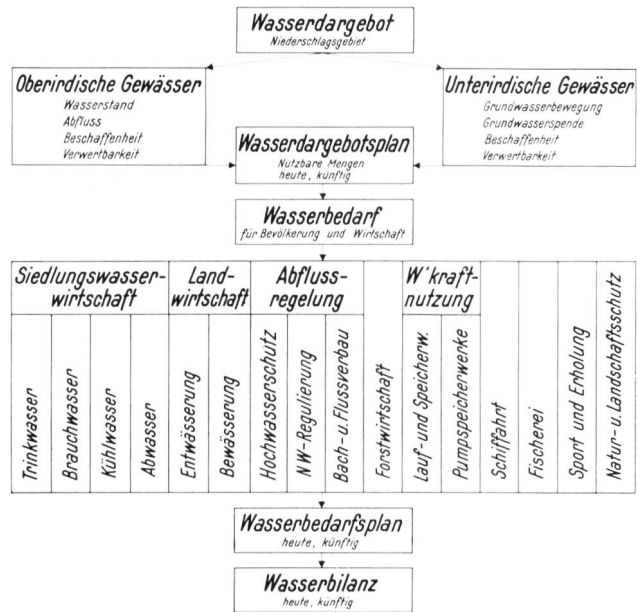 Wasserdargebot
Niederschlagsgebiet
Oberirdische Gewässer
Wasserstand
Abfluss
Beschaffenheit
Verwertbarkeit
Unterirdische Gewässer
Grundwasserbewegung
Grundwasserspende
Beschaffenheit
Verwertbarkeit
Wasserdargebotsplan
Nutzbare Mengen
heute, künftig
Wasserbedarf
für Bevölkerung und Wirtschaft
Siedlungswasser-
wirtschaft
Land-
wirtschaft
Abfluss-
regelung
W'kraft-
nutzung
Trinkwasser
Brauchwasser
Kühlwasser
Abwasser
Entwässerung
Bewässerung
Hochwasserschutz
NW-Regulierung
Bach- u. Flussverbau
Forstwirtschaft
Lauf- und Speicherw.
Pumpspeicherwerke
Schiffahrt
Fischerei
Sport und Erholung
Natur- u. Landschaftsschutz
Wasserbedarfsplan
heute, künftig
Wasserbilanz
heute, künftig